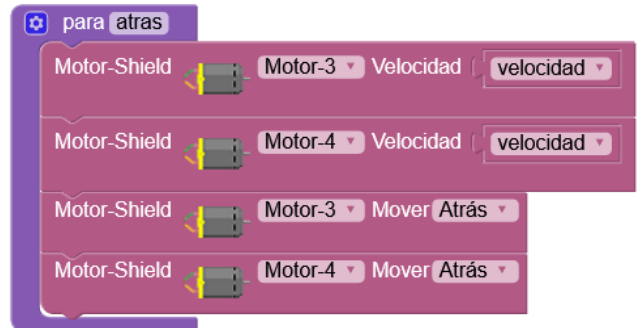 para atras
Motor-Shield Motor-3 Velocidad velocidad
Motor-Shield Motor-4 Velocidad velocidad
Motor-Shield Motor-3 Mover Atrás
Motor-Shield Motor-4 Mover Atrás